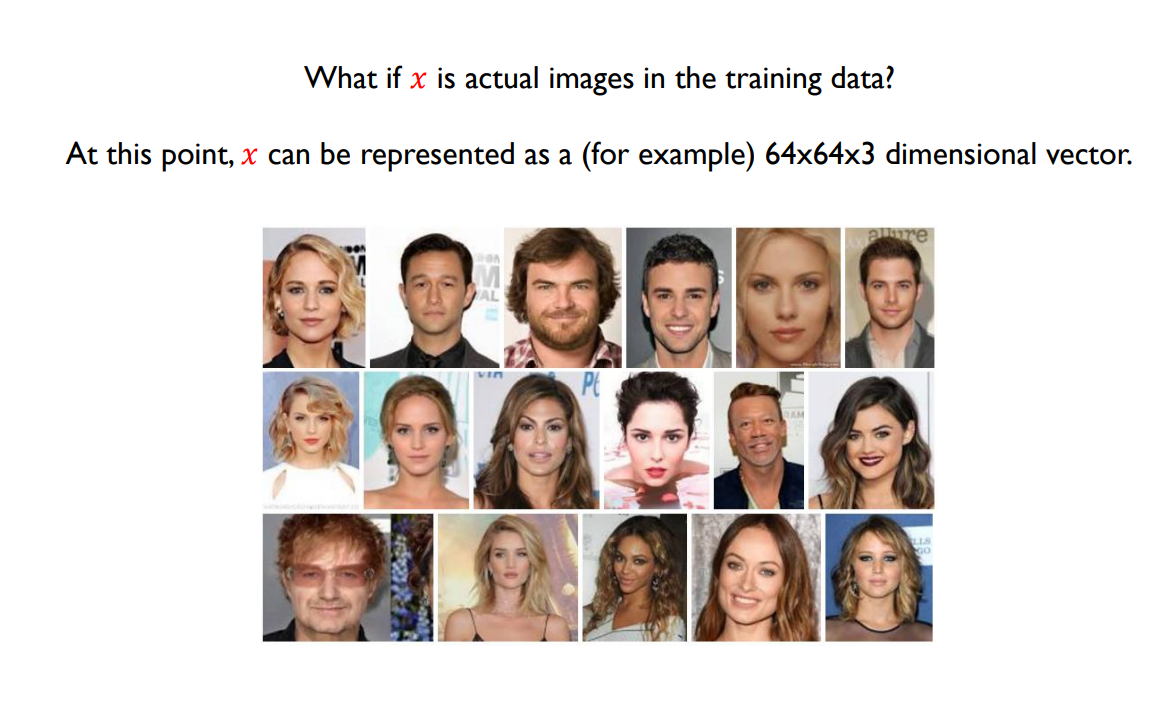 What if x is actual images in the training data?
At this point, x can be represented as a (for example) 64x64x3 dimensional vector.
allure